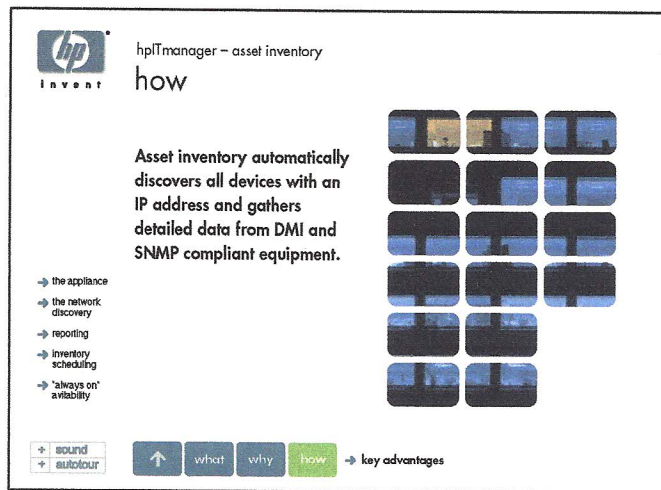 hp
invent
hpITmanager – asset inventory
how
Asset inventory automatically
discovers all devices with an
IP address and gathers
detailed data from DMI and
SNMP compliant equipment.
the appliance
the network
discovery
reporting
inventory
scheduling
"always on"
avitability
+ sound
+ autotour
what
why
how
key advantages